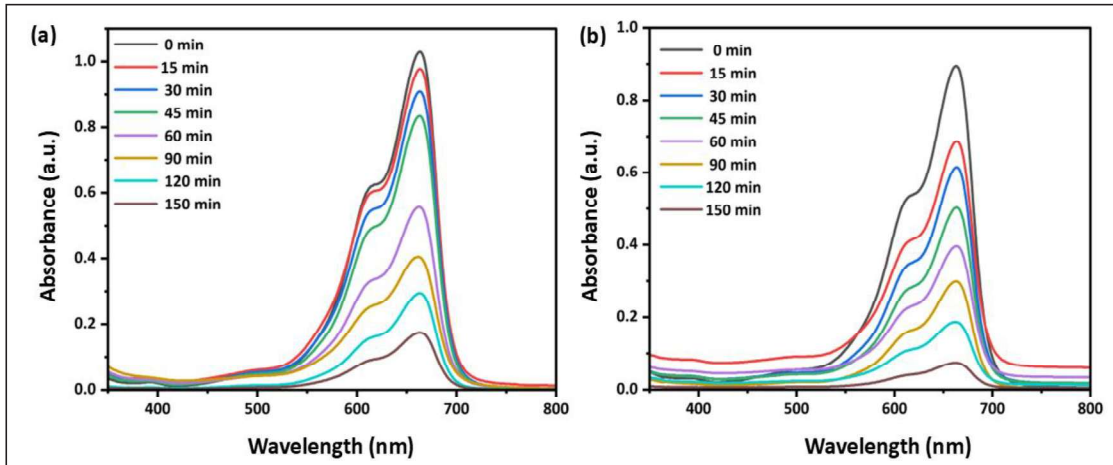 (a)
0 min
15 min
30 min
45 min
60 min
90 min
120 min
150 min
Absorbance (a.u.)
1.0
0.8
0.6
0.4
0.2
0.0
400 500 600 700 800
Wavelength (nm)
(b)
0 min
15 min
30 min
45 min
60 min
90 min
120 min
150 min
Absorbance (a.u.)
1.0
0.8
0.6
0.4
0.2
0.0
400 500 600 700 800
Wavelength (nm)